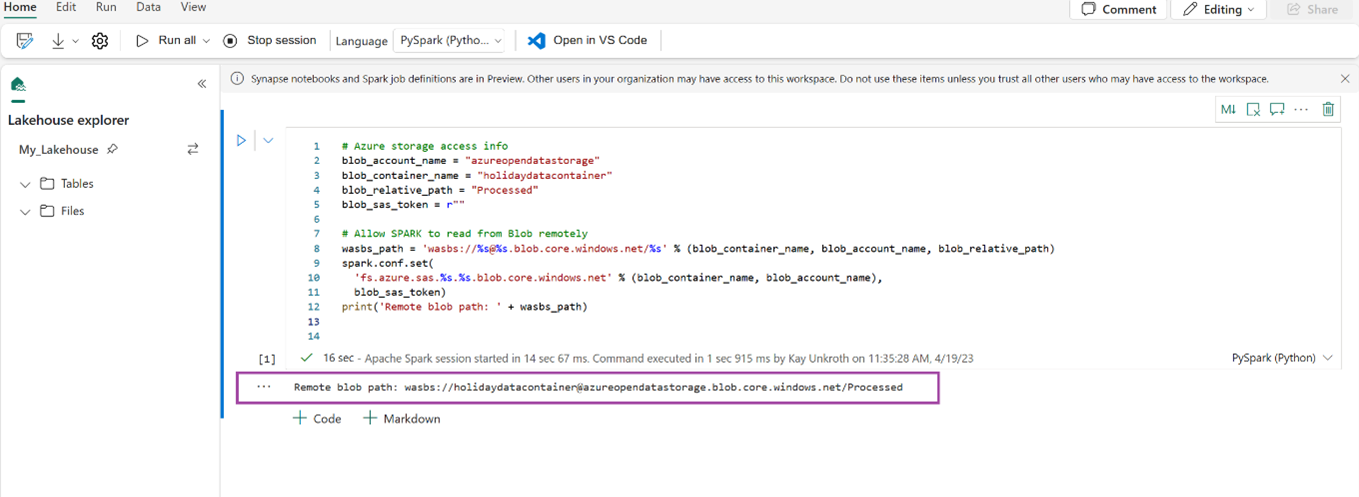 Home Edit Run Data View
Comment Editing Share
Run all Stop session Language PySpark (Pytho... Open in VS Code
Synapse notebooks and Spark job definitions are in Preview. Other users in your organization may have access to this workspace. Do not use these items unless you trust all other users who may have access to the workspace.
Lakehouse explorer
My_Lakehouse
Tables
Files
M↓ ...
1 # Azure storage access info
2 blob_account_name = "azureopendatastorage"
3 blob_container_name = "holidaydatacontainer"
4 blob_relative_path = "Processed"
5 blob_sas_token = r""
6
7 # Allow SPARK to read from Blob remotely
8 wasbs_path = 'wasbs://%s@%s.blob.core.windows.net/%s' % (blob_container_name, blob_account_name, blob_relative_path)
9 spark.conf.set(
10 'fs.azure.sas.%s.%s.blob.core.windows.net' % (blob_container_name, blob_account_name),
11 blob_sas_token)
12 print('Remote blob path: ' + wasbs_path)
13
14
[1] 16 sec - Apache Spark session started in 14 sec 67 ms. Command executed in 1 sec 915 ms by Kay Unkroth on 11:35:28 AM, 4/19/23 PySpark (Python)
... Remote blob path: wasbs://holidaydatacontainer@azureopendatastorage.blob.core.windows.net/Processed
+ Code + Markdown